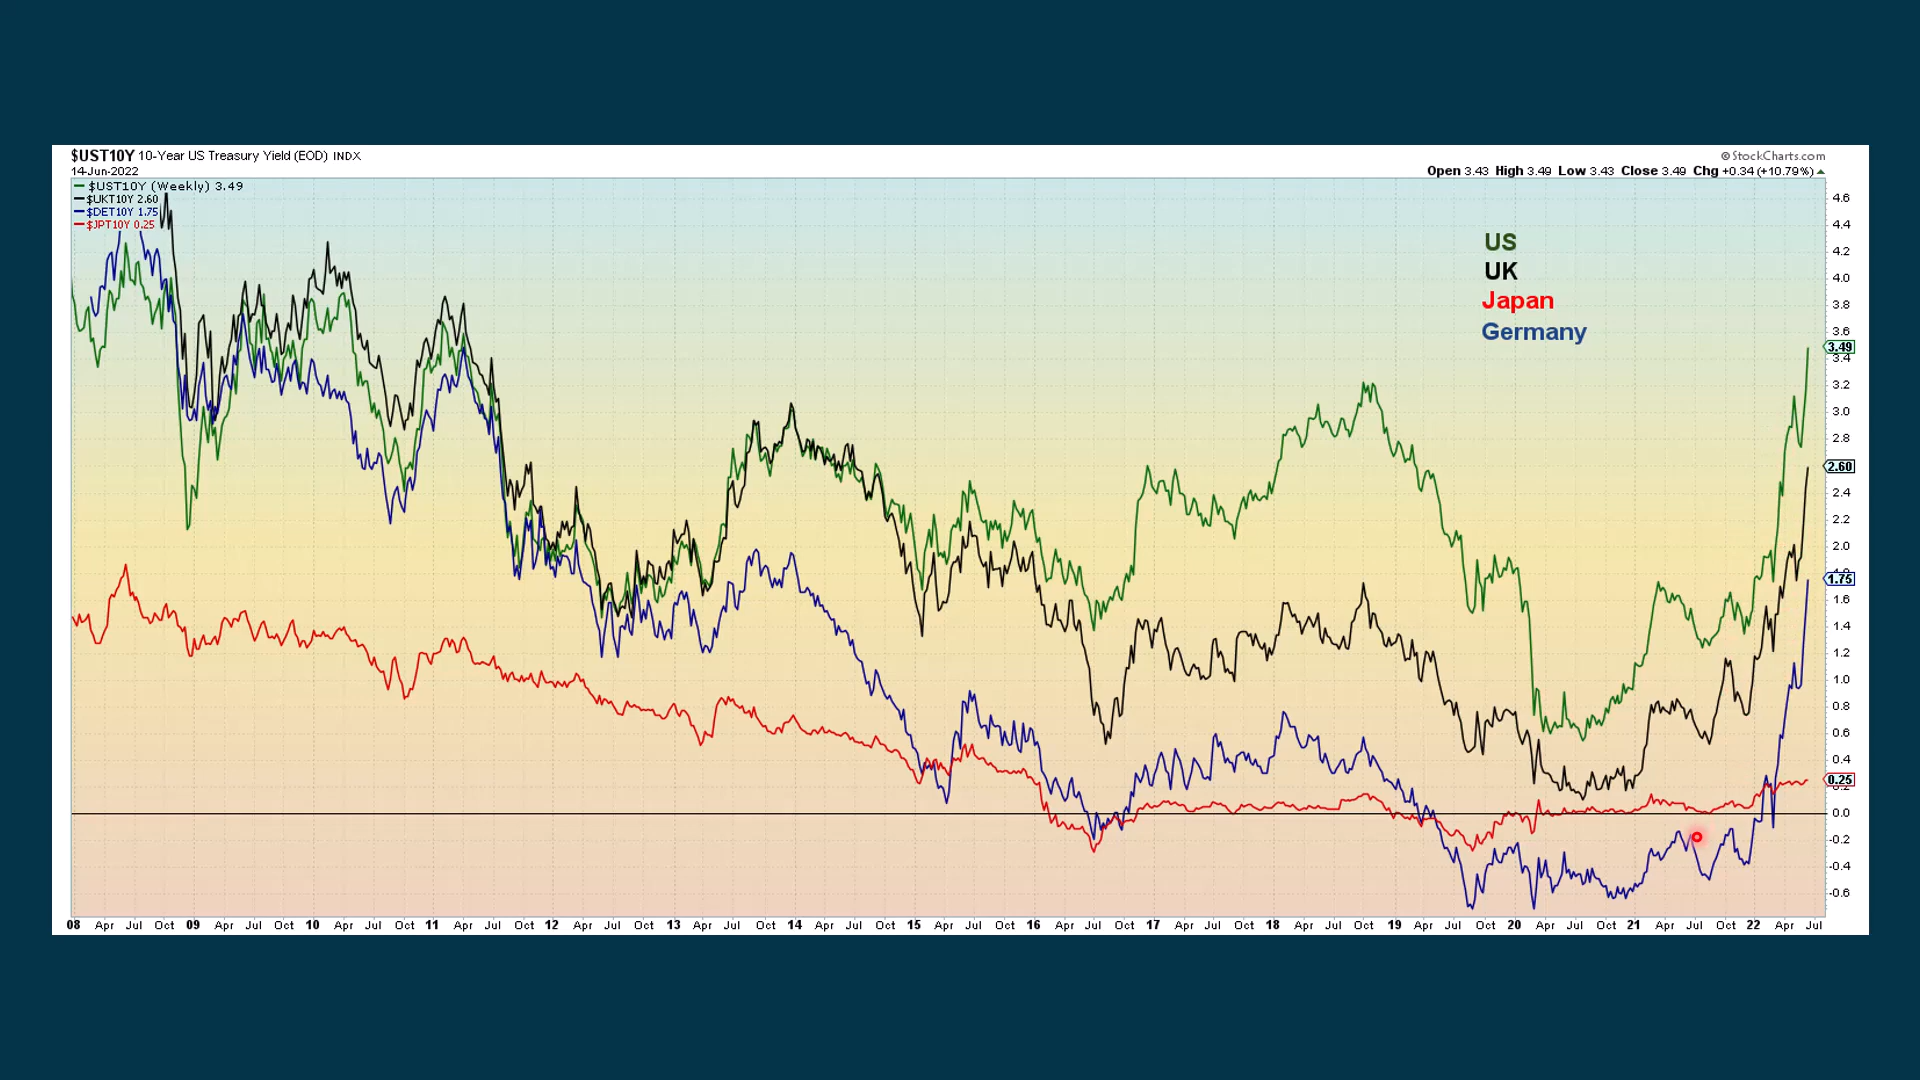 $UST10Y 10-Year US Treasury Yield (EOD) INDX
©StockCharts.com
14-Jun-2022
Open 3.43 High 3.49 Low 3.43 Close 3.49 Chg +0.34 (+10.79%)
$UST10Y (Weekly) 3.49
$UKT10Y 2.60
$DET10Y 1.75
$JPT10Y 0.25
US
UK
Japan
Germany
4.6
4.4
4.2
4.0
3.8
3.6
3.49
3.4
3.2
3.0
2.8
2.60
2.4
2.2
2.0
1.75
1.6
1.4
1.2
1.0
0.8
0.6
0.4
0.25
0.2
0.0
-0.2
-0.4
-0.6
08 Apr Jul Oct 09 Apr Jul Oct 10 Apr Jul Oct 11 Apr Jul Oct 12 Apr Jul Oct 13 Apr Jul Oct 14 Apr Jul Oct 15 Apr Jul Oct 16 Apr Jul Oct 17 Apr Jul Oct 18 Apr Jul Oct 19 Apr Jul Oct 20 Apr Jul Oct 21 Apr Jul Oct 22 Apr Jul